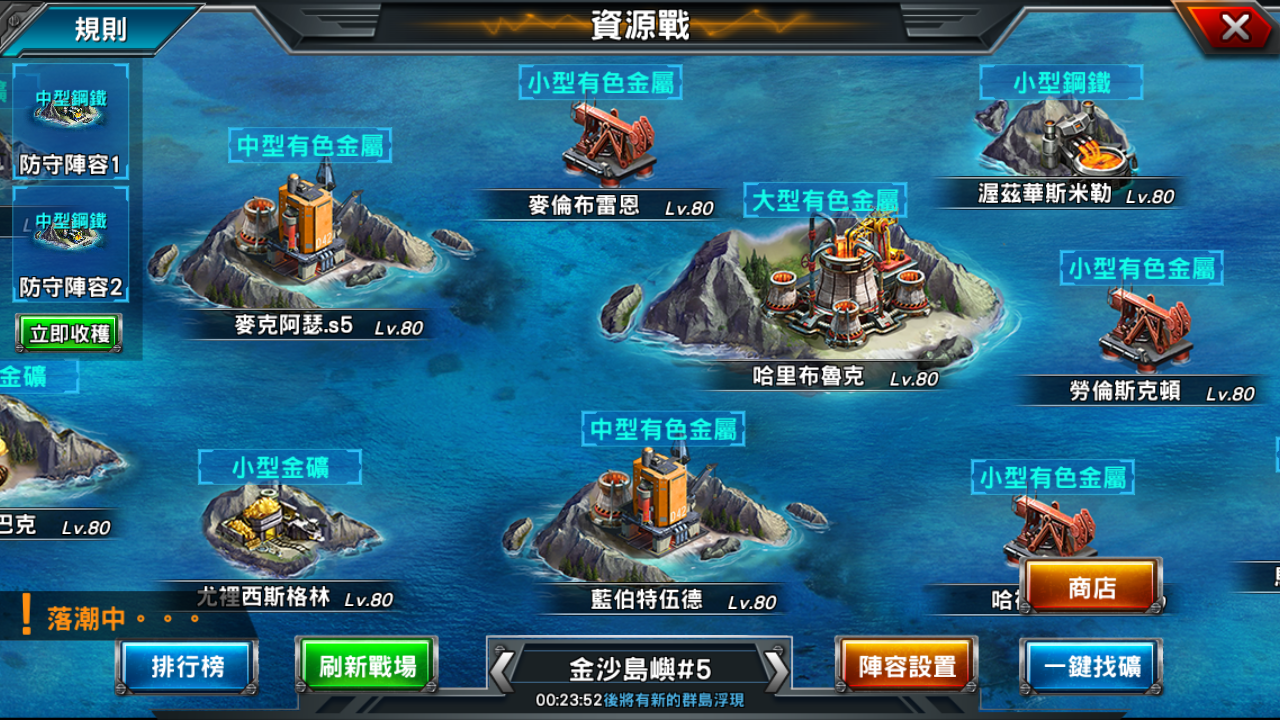 規則
資源戰
中型鋼鐵
防守陣容1
中型鋼鐵
防守陣容2
立即收穫
小型有色金屬
麥倫布雷恩 Lv.80
小型鋼鐵
渥茲華斯米勒 Lv.80
中型有色金屬
麥克阿瑟.s5 Lv.80
大型有色金屬
哈里布魯克 Lv.80
小型有色金屬
勞倫斯克頓 Lv.80
金礦
巴克 Lv.80
小型金礦
尤裡西斯格林 Lv.80
中型有色金屬
藍伯特伍德 Lv.80
小型有色金屬
哈
商店
!落潮中···
排行榜
刷新戰場
金沙島嶼#5
00:23:52後將有新的群島浮現
陣容設置
一鍵找礦